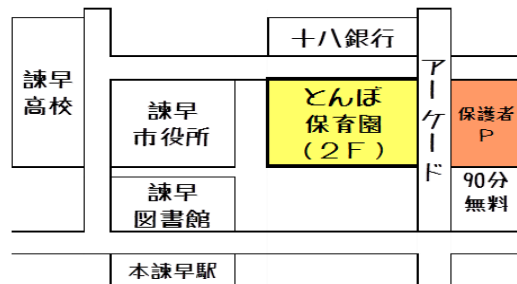 十八銀行
諫早
高校
諫早
市役所
とんぼ
保育園
(2F)
アーケード
保護者
P
90分
無料
諫早
図書館
本諫早駅